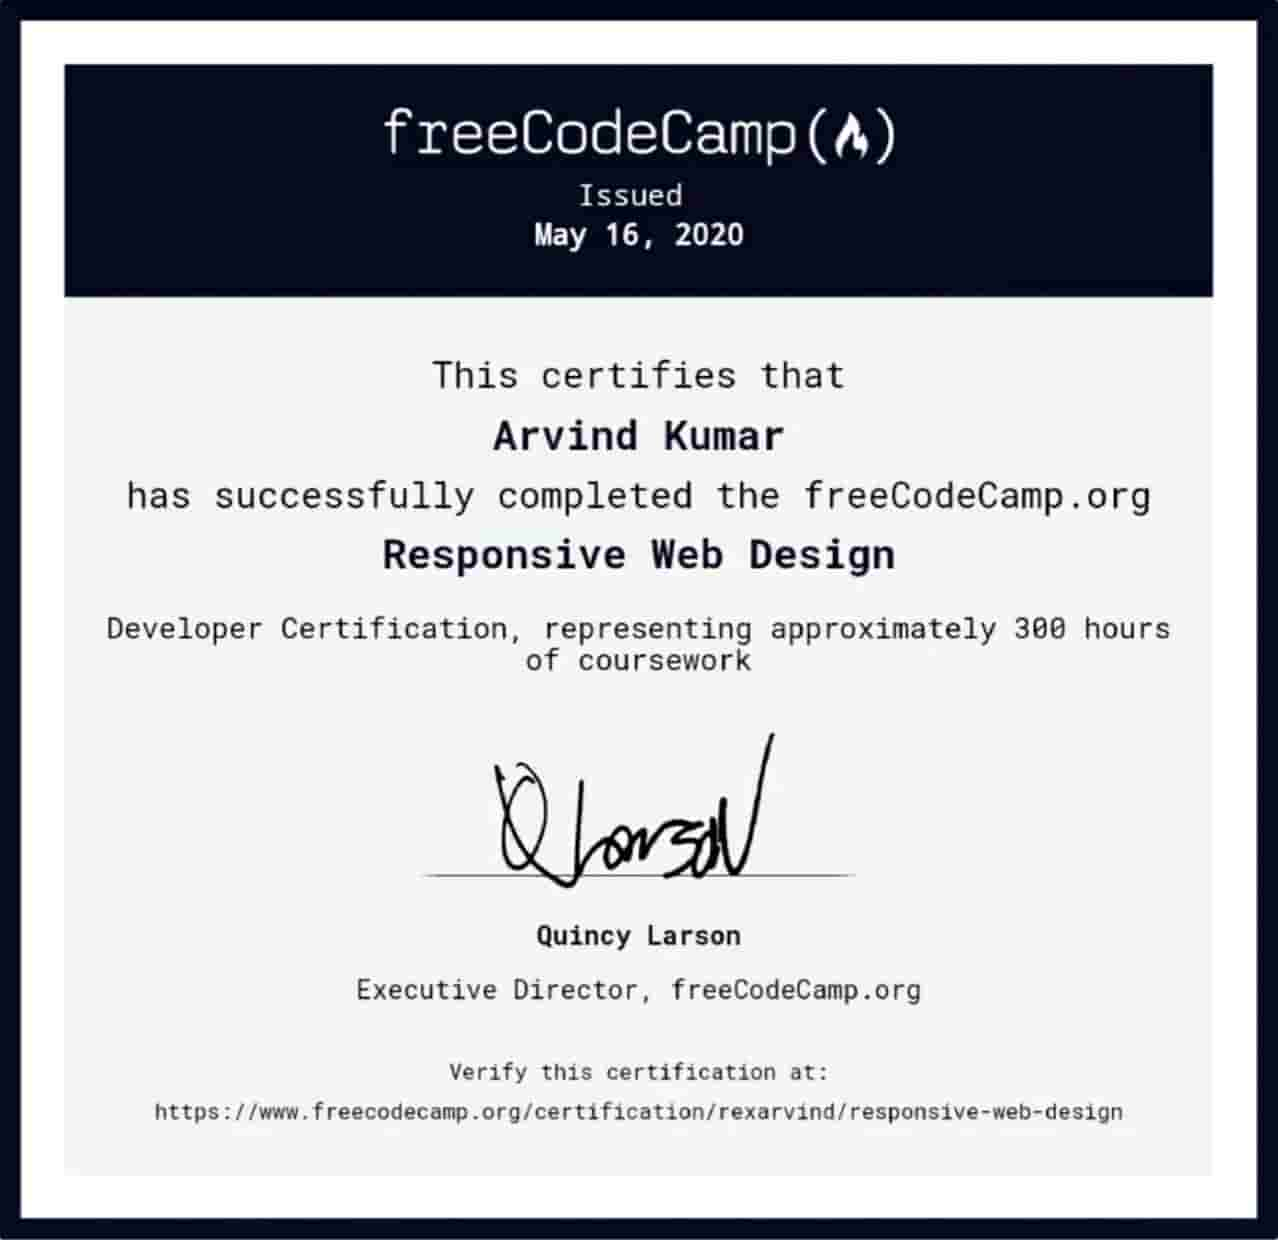 freeCodeCamp(🔥)
Issued
May 16, 2020
This certifies that
Arvind Kumar
has successfully completed the freeCodeCamp.org
Responsive Web Design
Developer Certification, representing approximately 300 hours
of coursework
Q Larson
Quincy Larson
Executive Director, freeCodeCamp.org
Verify this certification at:
https://www.freecodecamp.org/certification/rexarvind/responsive-web-design